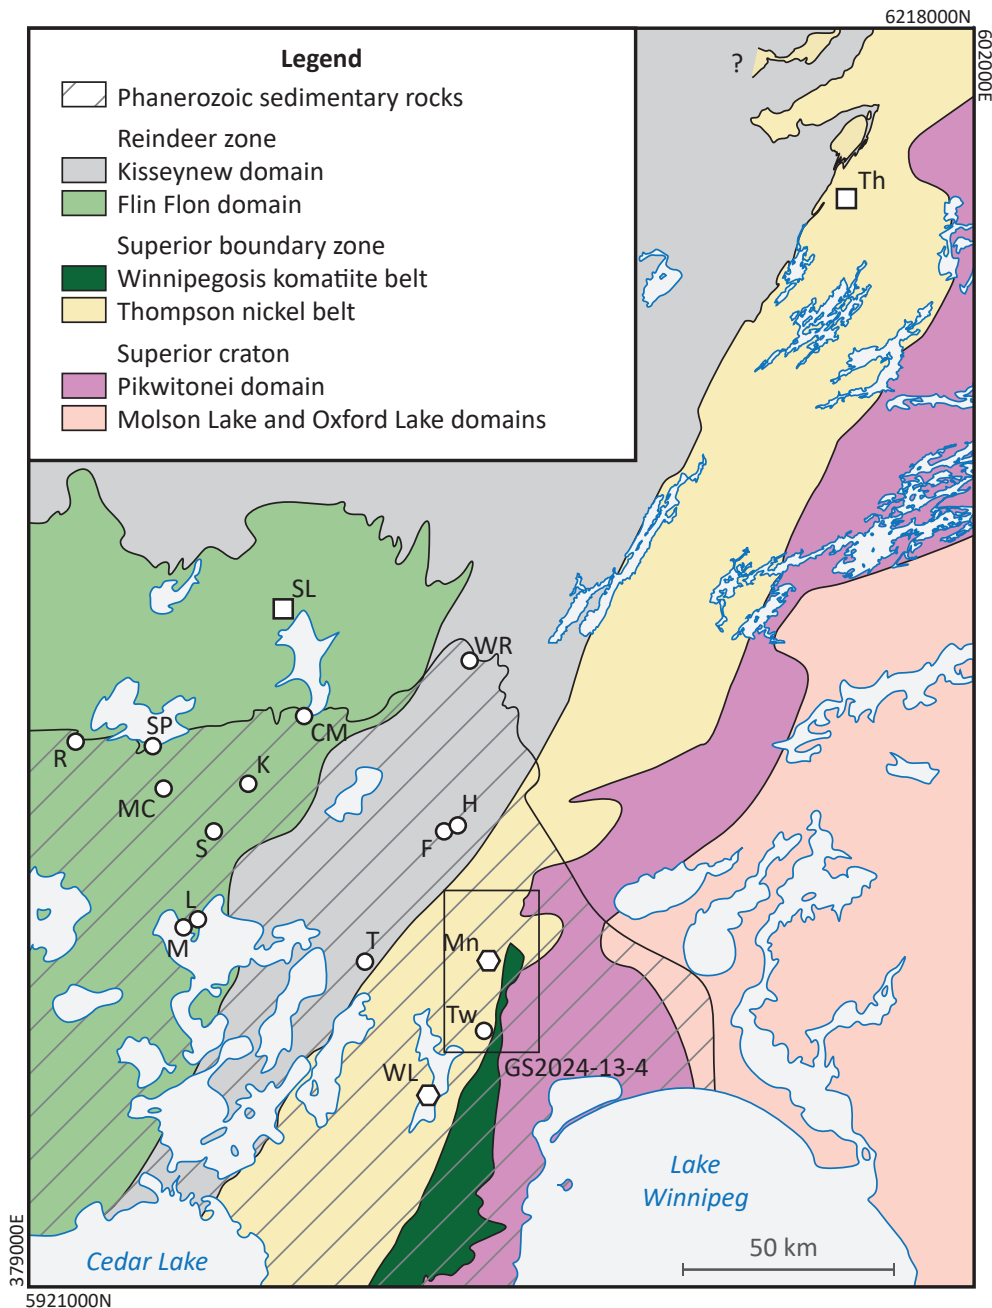 6218000N
602000E
Legend
Phanerozoic sedimentary rocks
Reindeer zone
Kisseynew domain
Flin Flon domain
Superior boundary zone
Winnipegosis komatiite belt
Thompson nickel belt
Superior craton
Pikwitonei domain
Molson Lake and Oxford Lake domains
?
Th
SL
WR
SP
CM
R
K
MC
H
S
F
L
M
T
Mn
Tw
WL
GS2024-13-4
Lake
Winnipeg
Cedar Lake
50 km
379000E
5921000N